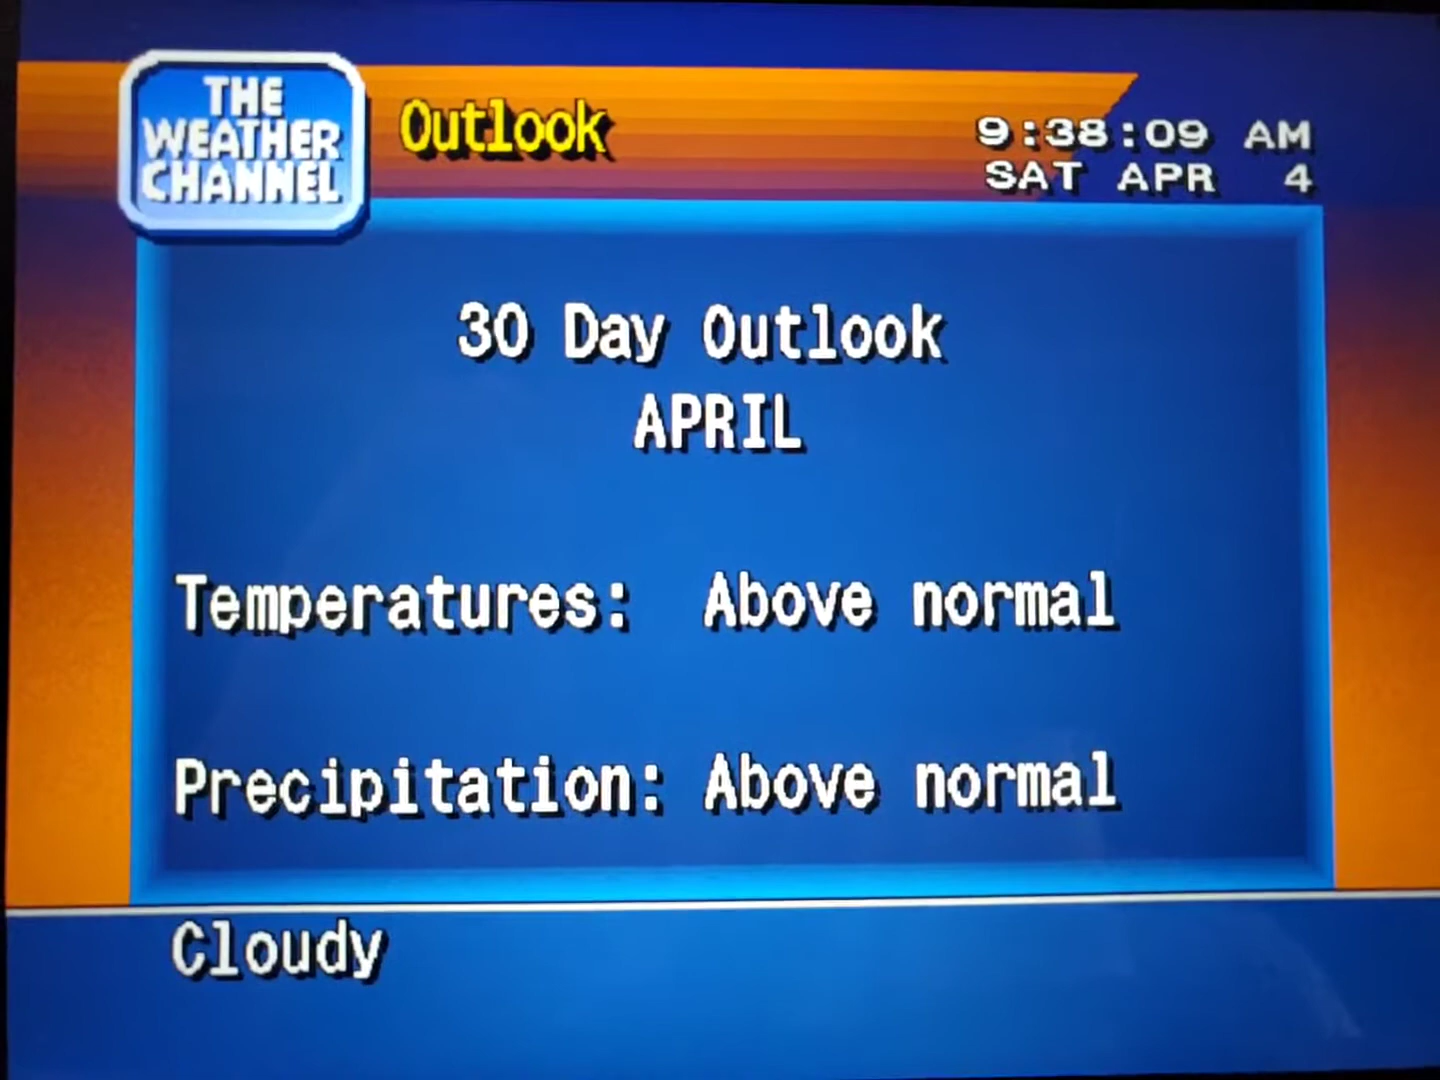 THE
WEATHER
CHANNEL
Outlook
9:38:09 AM
SAT APR 4
30 Day Outlook
APRIL
Temperatures: Above normal
Precipitation: Above normal
Cloudy